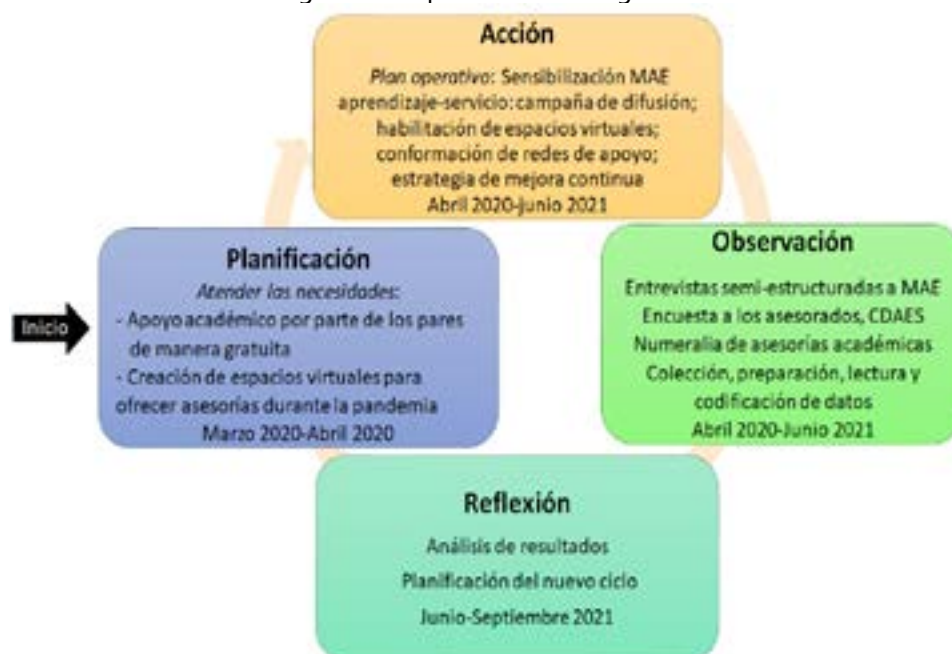 Acción
Plan operativo: Sensibilización MAE
aprendizaje-servicio: campaña de difusión;
habilitación de espacios virtuales;
conformación de redes de apoyo;
estrategia de mejora continua
Abril 2020-junio 2021
Planificación
Atender las necesidades:
- Apoyo académico por parte de los pares
de manera gratuita
- Creación de espacios virtuales para
ofrecer asesorías durante la pandemia
Marzo 2020-Abril 2020
Inicio
Observación
Entrevistas semi-estructuradas a MAE
Encuesta a los asesorados, CDAES
Numeralia de asesorías académicas
Colección, preparación, lectura y
codificación de datos
Abril 2020-Junio 2021
Reflexión
Análisis de resultados
Planificación del nuevo ciclo
Junio-Septiembre 2021